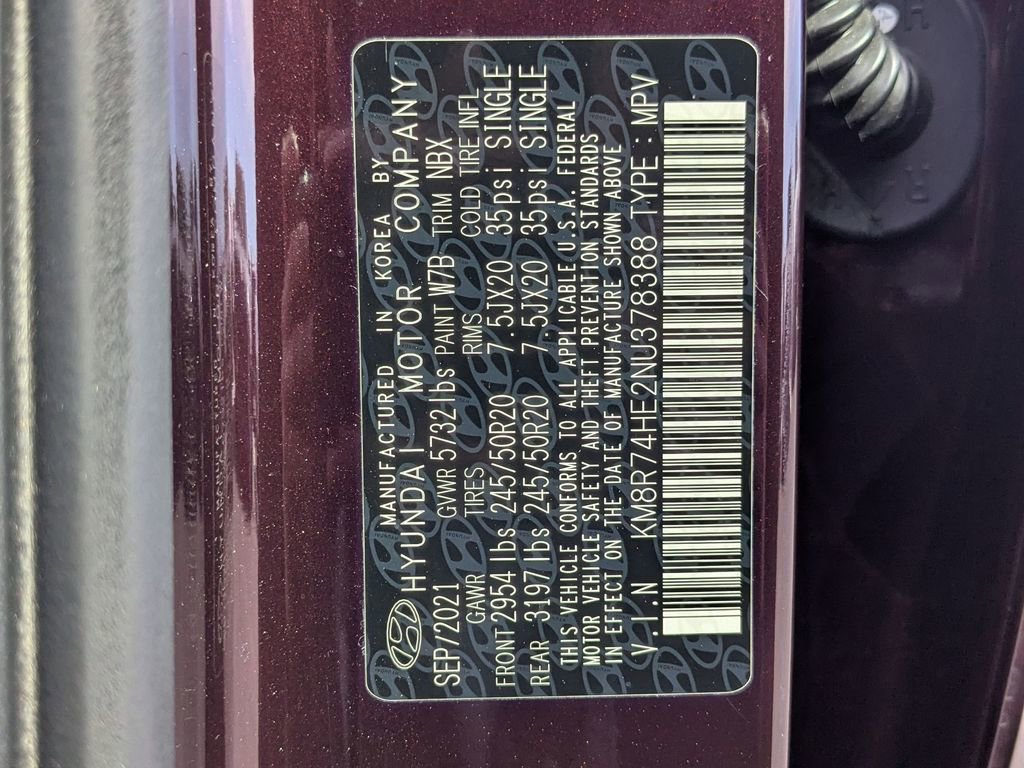 MANUFACTURED IN KOREA BY
HYUNDAI MOTOR COMPANY
SEP/2021 GVWR 5732 lbs PAINT W7B TRIM NBX
GAWR TIRES RIMS COLD TIRE INFL
FRONT 2954 lbs 245/50R20 7.5JX20 35psi SINGLE
REAR 3197 lbs 245/50R20 7.5JX20 35psi SINGLE
THIS VEHICLE CONFORMS TO ALL APPLICABLE U.S.A. FEDERAL
MOTOR VEHICLE SAFETY AND THEFT PREVENTION STANDARDS
IN EFFECT ON THE DATE OF MANUFACTURE SHOWN ABOVE
V.I.N KM8R74HE2NU378388 TYPE : MPV